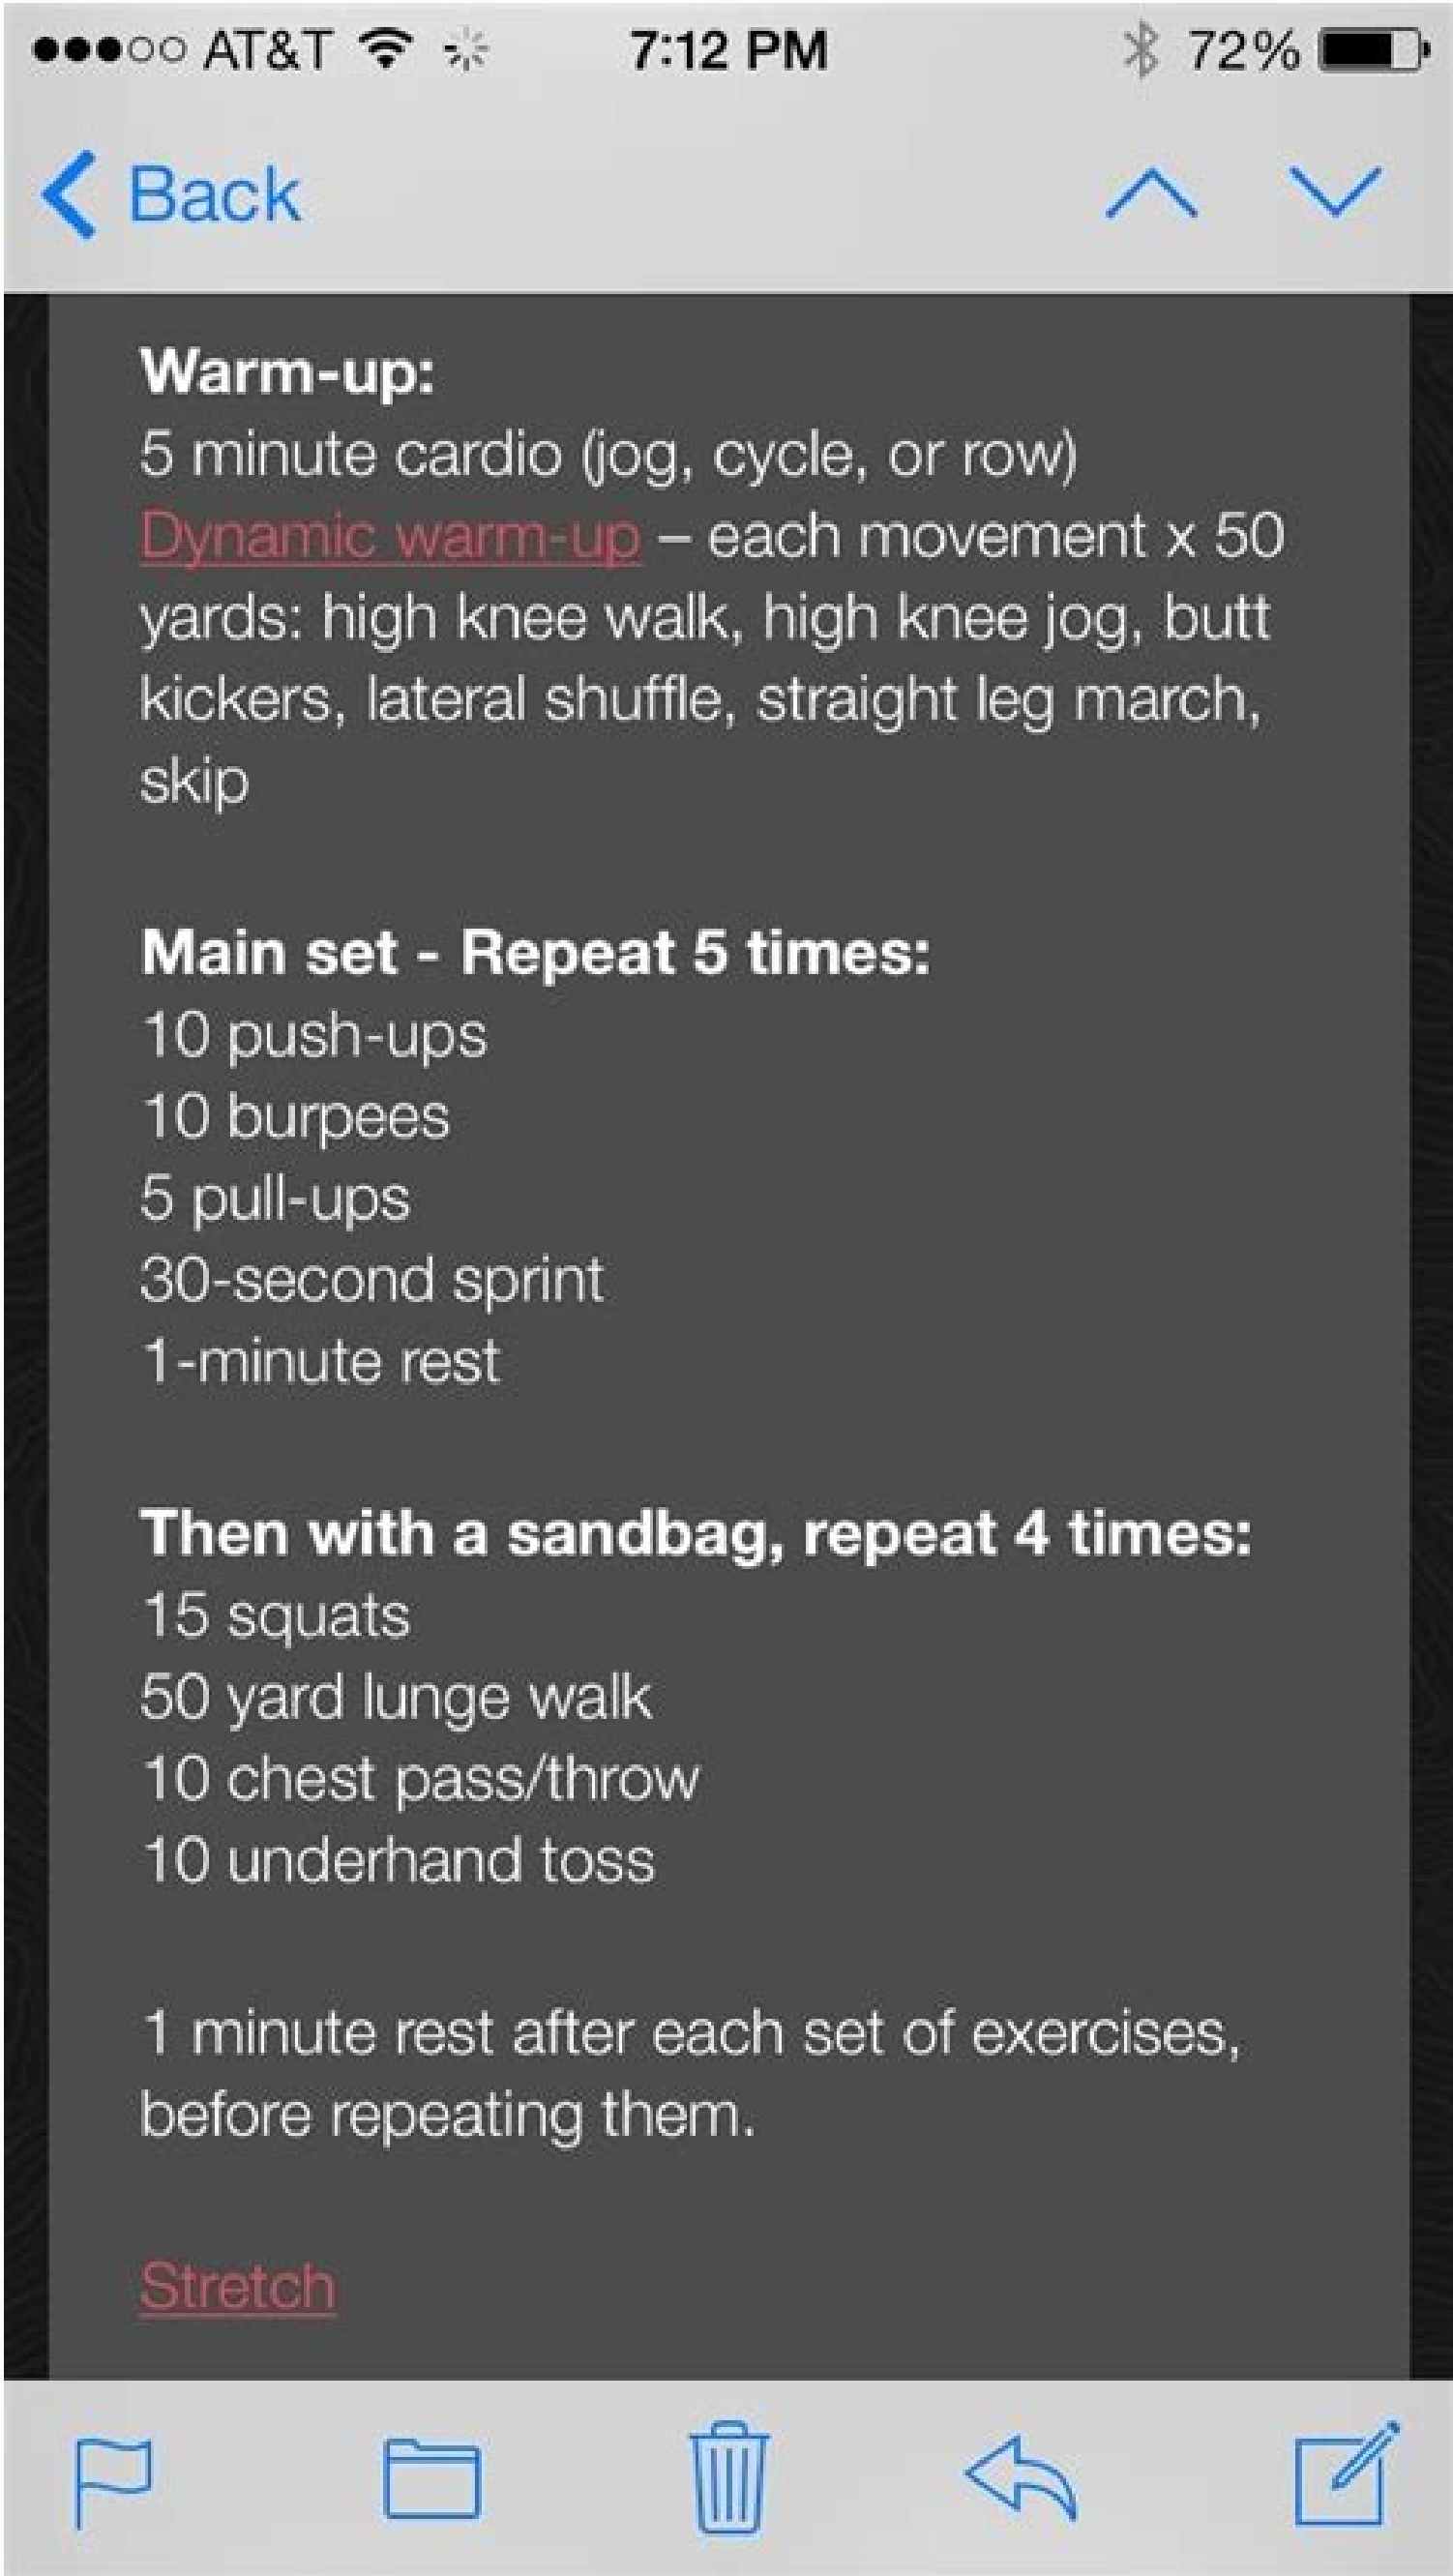 AT&T 7:12 PM 72%
Back
Warm-up:
5 minute cardio (jog, cycle, or row)
Dynamic warm-up – each movement x 50
yards: high knee walk, high knee jog, butt
kickers, lateral shuffle, straight leg march,
skip
Main set - Repeat 5 times:
10 push-ups
10 burpees
5 pull-ups
30-second sprint
1-minute rest
Then with a sandbag, repeat 4 times:
15 squats
50 yard lunge walk
10 chest pass/throw
10 underhand toss
1 minute rest after each set of exercises,
before repeating them.
Stretch